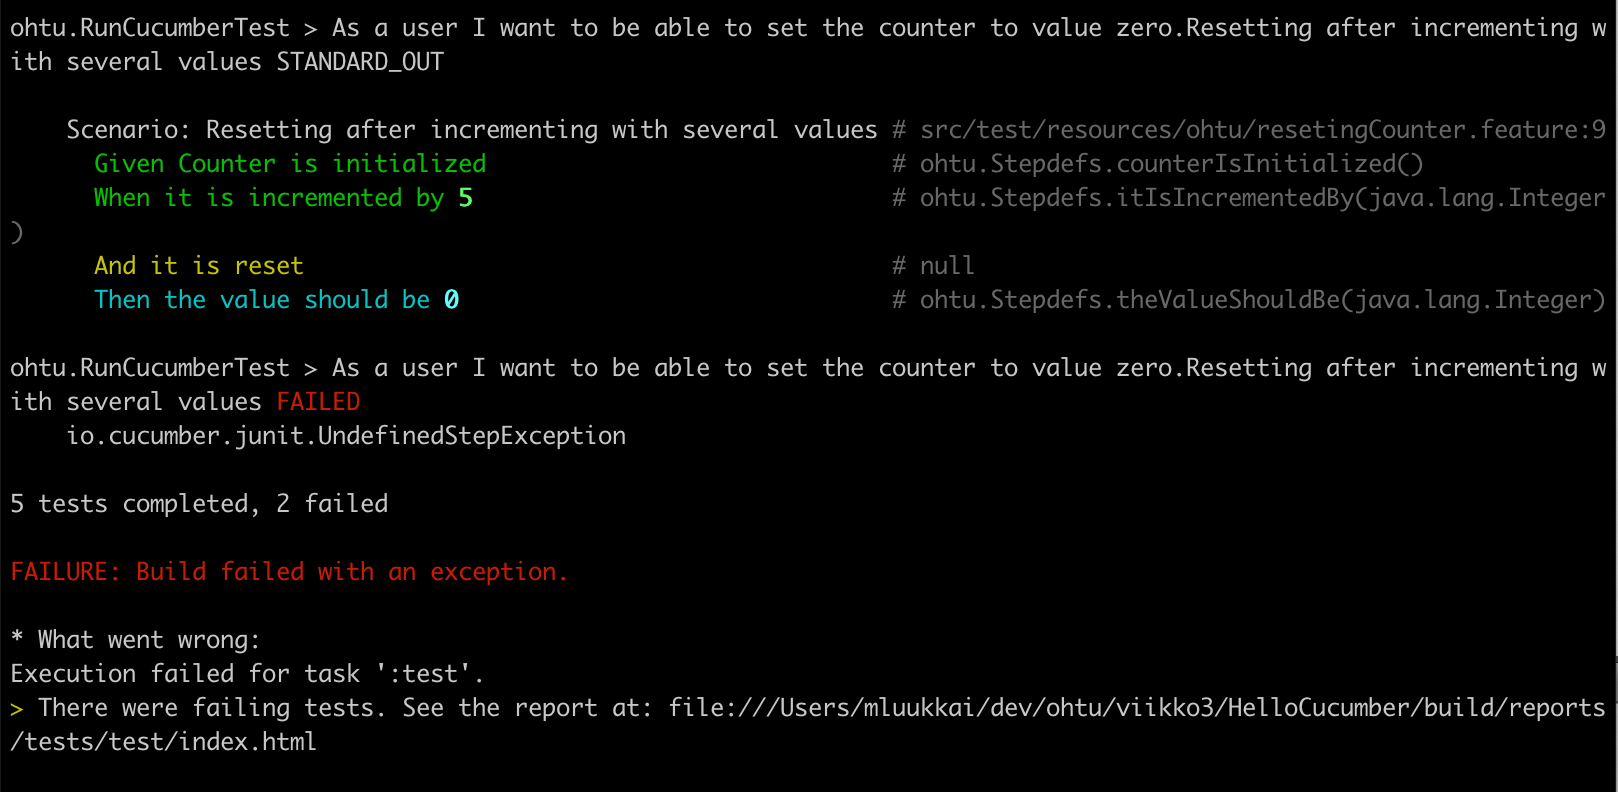 ohtu.RunCucumberTest > As a user I want to be able to set the counter to value zero.Resetting after incrementing w
ith several values STANDARD_OUT
Scenario: Resetting after incrementing with several values # src/test/resources/ohtu/resetingCounter.feature:9
Given Counter is initialized # ohtu.Stepdefs.counterIsInitialized()
When it is incremented by 5 # ohtu.Stepdefs.itIsIncrementedBy(java.lang.Integer
)
And it is reset # null
Then the value should be 0 # ohtu.Stepdefs.theValueShouldBe(java.lang.Integer)
ohtu.RunCucumberTest > As a user I want to be able to set the counter to value zero.Resetting after incrementing w
ith several values FAILED
io.cucumber.junit.UndefinedStepException
5 tests completed, 2 failed
FAILURE: Build failed with an exception.
* What went wrong:
Execution failed for task ':test'.
> There were failing tests. See the report at: file:///Users/mluukkai/dev/ohtu/viikko3/HelloCucumber/build/reports
/tests/test/index.html